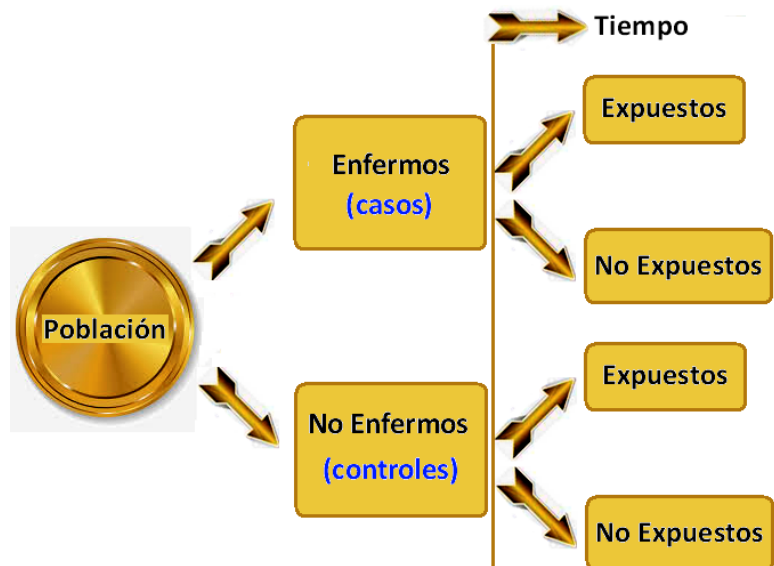 Tiempo
Expuestos
Enfermos
(casos)
No Expuestos
Población
Expuestos
No Enfermos
(controles)
No Expuestos